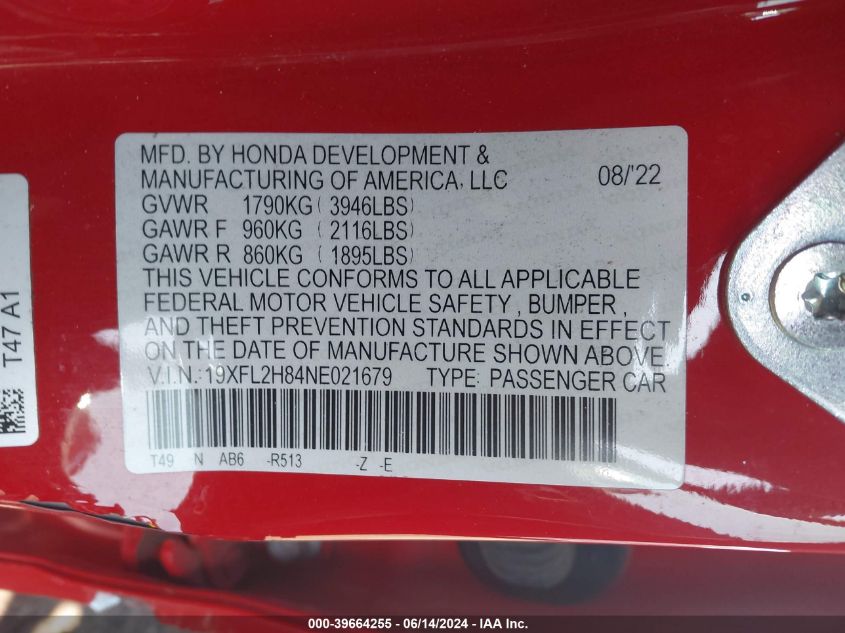 MFD. BY HONDA DEVELOPMENT &
MANUFACTURING OF AMERICA, LLC 08/'22
GVWR 1790KG ( 3946LBS)
GAWR F 960KG ( 2116LBS)
GAWR R 860KG ( 1895LBS)
THIS VEHICLE CONFORMS TO ALL APPLICABLE
FEDERAL MOTOR VEHICLE SAFETY , BUMPER ,
AND THEFT PREVENTION STANDARDS IN EFFECT
ON THE DATE OF MANUFACTURE SHOWN ABOVE.
V.I.N.: 19XFL2H84NE021679 TYPE: PASSENGER CAR
T49 -N AB6 -R513 -Z -E
T47 A1
000-39664255 - 06/14/2024 - IAA Inc.